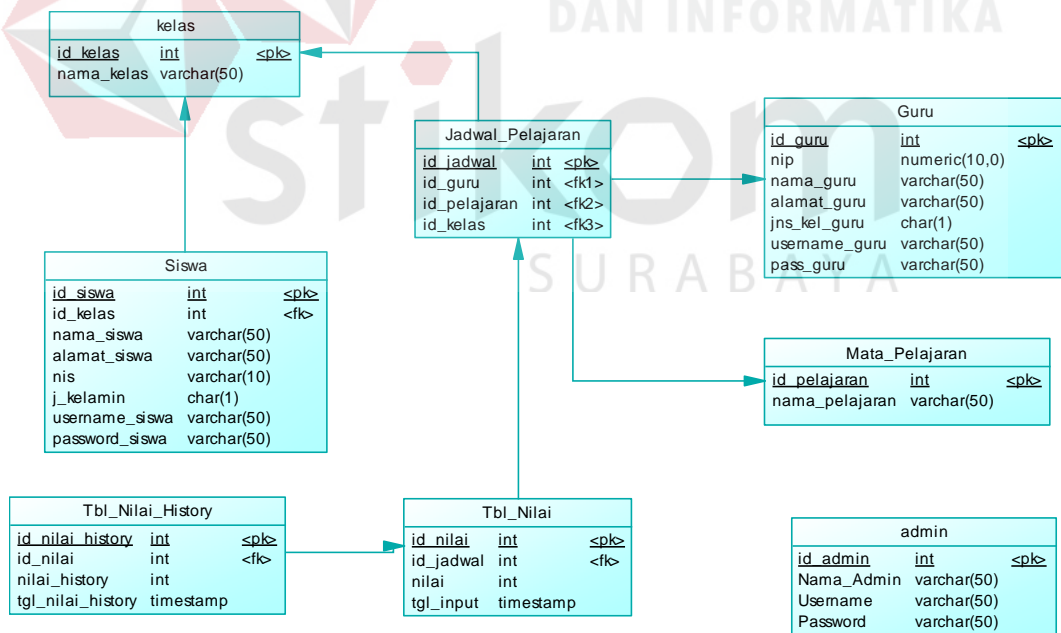 DAN INFORMATIKA
stikom
SURABAYA
kelas
id_kelas int <pk>
nama_kelas varchar(50)
Jadwal_Pelajaran
id_jadwal int <pk>
id_guru int <fk1>
id_pelajaran int <fk2>
id_kelas int <fk3>
Guru
id_guru int <pk>
nip numeric(10,0)
nama_guru varchar(50)
alamat_guru varchar(50)
jns_kel_guru char(1)
username_guru varchar(50)
pass_guru varchar(50)
Siswa
id_siswa int <pk>
id_kelas int <fk>
nama_siswa varchar(50)
alamat_siswa varchar(50)
nis varchar(10)
j_kelamin char(1)
username_siswa varchar(50)
password_siswa varchar(50)
Mata_Pelajaran
id_pelajaran int <pk>
nama_pelajaran varchar(50)
Tbl_Nilai_History
id_nilai_history int <pk>
id_nilai int <fk>
nilai_history int
tgl_nilai_history timestamp
Tbl_Nilai
id_nilai int <pk>
id_jadwal int <fk>
nilai int
tgl_input timestamp
admin
id_admin int <pk>
Nama_Admin varchar(50)
Username varchar(50)
Password varchar(50)